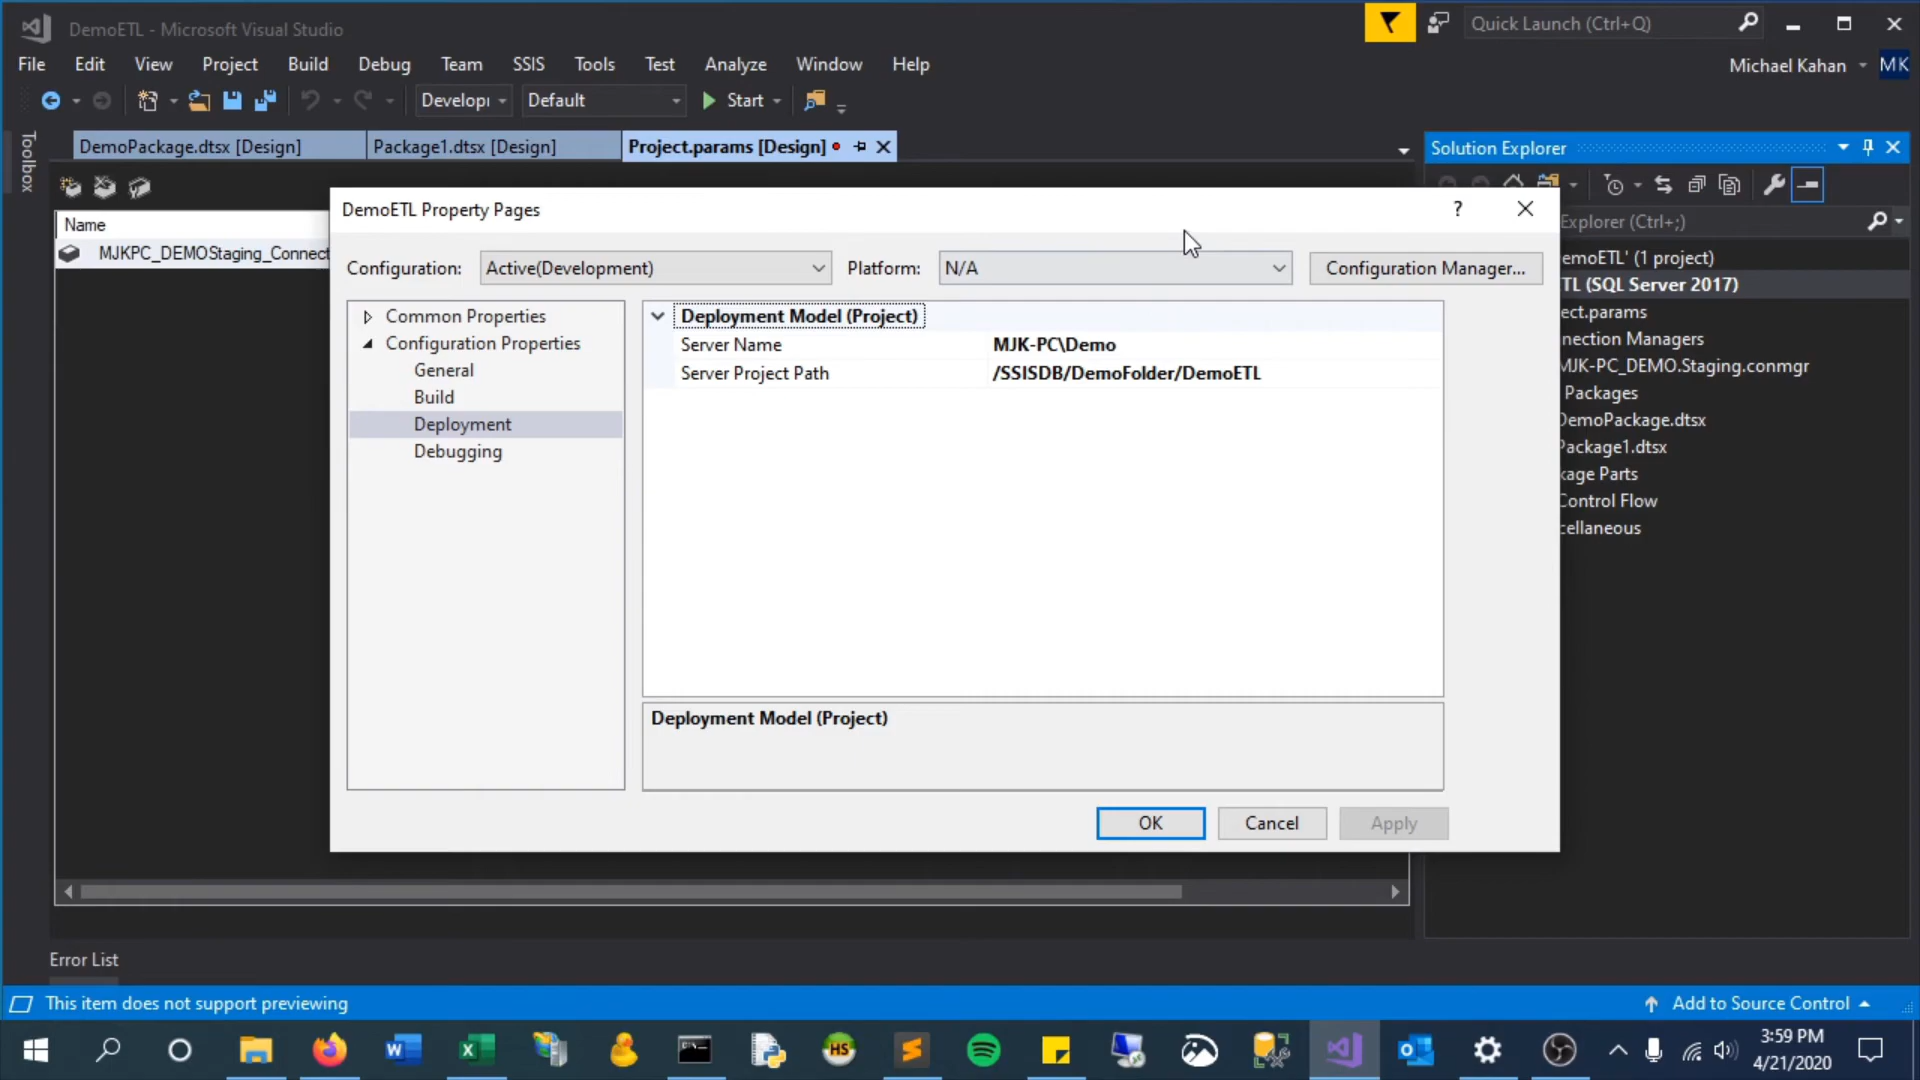 DemoETL - Microsoft Visual Studio
Quick Launch (Ctrl+Q)
File Edit View Project Build Debug Team SSIS Tools Test Analyze Window Help
Michael Kahan MK
Developı Default Start
Toolbox
DemoPackage.dtsx [Design] Package1.dtsx [Design] Project.params [Design]
Solution Explorer
Name
MJKPC_DEMOStaging_Connect
DemoETL Property Pages
?
Explorer (Ctrl+;)
Configuration: Active(Development) Platform: N/A Configuration Manager...
emoETL' (1 project)
TL (SQL Server 2017)
ect.params
nection Managers
MJK-PC_DEMO.Staging.conmgr
Packages
DemoPackage.dtsx
Package1.dtsx
kage Parts
Control Flow
cellaneous
Common Properties
Configuration Properties
General
Build
Deployment
Debugging
Deployment Model (Project)
Server Name MJK-PC\Demo
Server Project Path /SSISDB/DemoFolder/DemoETL
Deployment Model (Project)
OK Cancel Apply
Error List
This item does not support previewing
Add to Source Control
HS
3:59 PM
4/21/2020